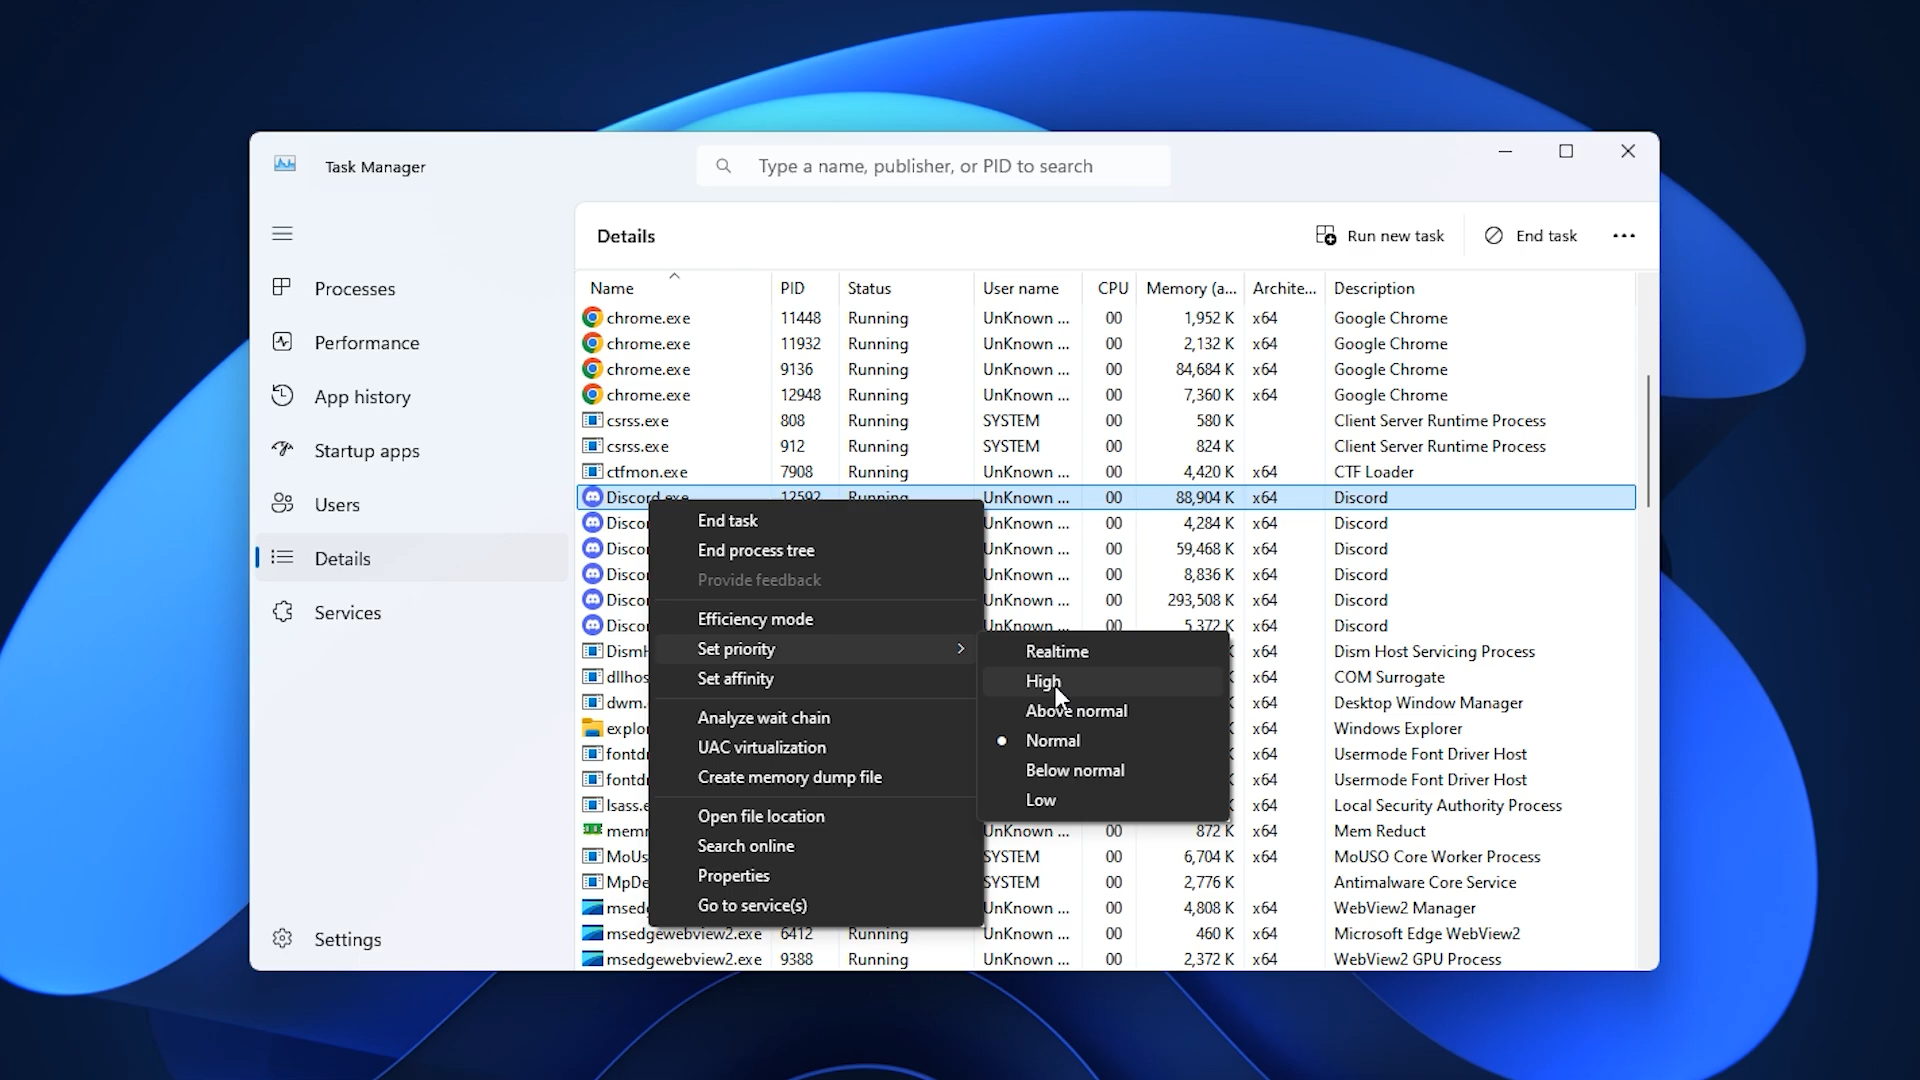 Task Manager
Type a name, publisher, or PID to search
Details
Run new task
End task
Processes
Performance
App history
Startup apps
Users
Details
Services
Settings
Name PID Status User name CPU Memory (a... Archite... Description
chrome.exe 11448 Running UnKnown ... 00 1,952 K x64 Google Chrome
chrome.exe 11932 Running UnKnown ... 00 2,132 K x64 Google Chrome
chrome.exe 9136 Running UnKnown ... 00 84,684 K x64 Google Chrome
chrome.exe 12948 Running UnKnown ... 00 7,360 K x64 Google Chrome
csrss.exe 808 Running SYSTEM 00 580 K Client Server Runtime Process
csrss.exe 912 Running SYSTEM 00 824 K Client Server Runtime Process
ctfmon.exe 7908 Running UnKnown ... 00 4,420 K x64 CTF Loader
Discord.exe 12592 Running UnKnown ... 00 88,904 K x64 Discord
Disco UnKnown ... 00 4,284 K x64 Discord
Disco UnKnown ... 00 59,468 K x64 Discord
Disco UnKnown ... 00 8,836 K x64 Discord
Disco UnKnown ... 00 293,508 K x64 Discord
Disco UnKnown ... 00 5,372 K x64 Discord
DismH x64 Dism Host Servicing Process
dllhos x64 COM Surrogate
dwm. x64 Desktop Window Manager
explor x64 Windows Explorer
fontd x64 Usermode Font Driver Host
fontd x64 Usermode Font Driver Host
lsass.e x64 Local Security Authority Process
memr UnKnown ... 00 872 K x64 Mem Reduct
MoUs SYSTEM 00 6,704 K x64 MoUSO Core Worker Process
MpDe SYSTEM 00 2,776 K Antimalware Core Service
msedg UnKnown ... 00 4,808 K x64 WebView2 Manager
msedgewebview2.exe 6412 Running UnKnown ... 00 460 K x64 Microsoft Edge WebView2
msedgewebview2.exe 9388 Running UnKnown ... 00 2,372 K x64 WebView2 GPU Process
End task
End process tree
Provide feedback
Efficiency mode
Set priority
Set affinity
Analyze wait chain
UAC virtualization
Create memory dump file
Open file location
Search online
Properties
Go to service(s)
Realtime
High
Above normal
Normal
Below normal
Low